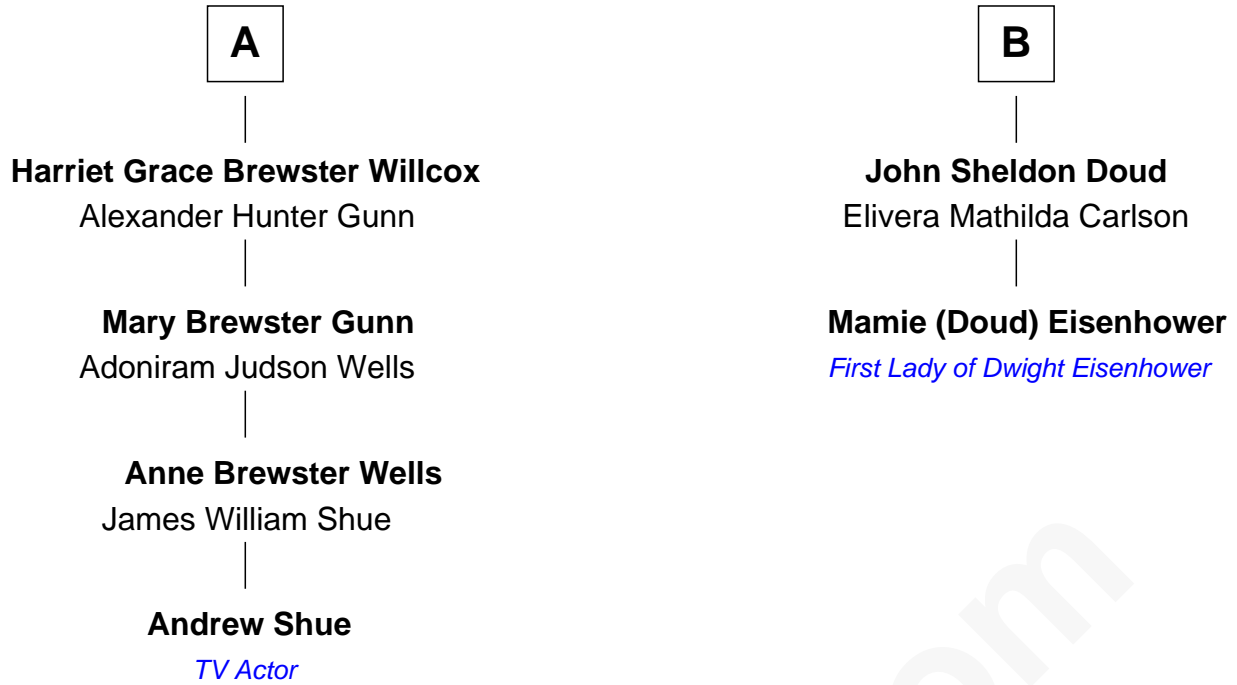 A
Harriet Grace Brewster Willcox
Alexander Hunter Gunn
Mary Brewster Gunn
Adoniram Judson Wells
Anne Brewster Wells
James William Shue
Andrew Shue
TV Actor
B
John Sheldon Doud
Elivera Mathilda Carlson
Mamie (Doud) Eisenhower
First Lady of Dwight Eisenhower
om